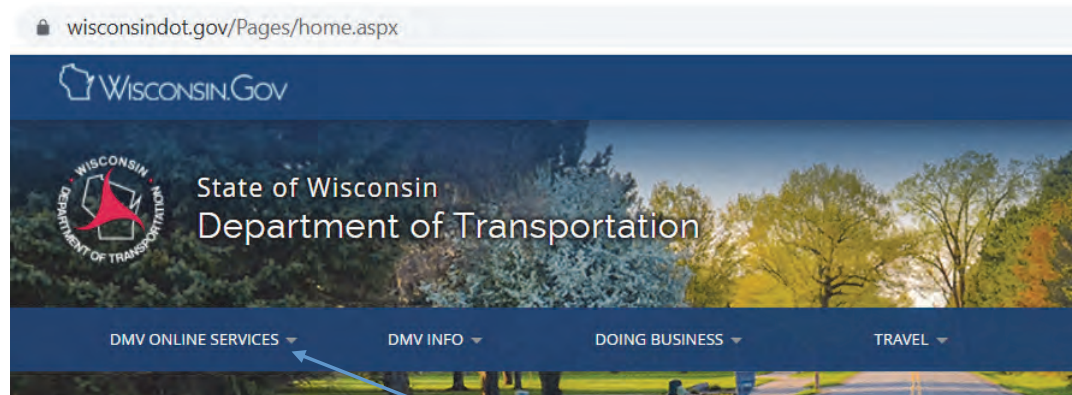 wisconsindot.gov/Pages/home.aspx
WISCONSIN.GOV
WISCONSIN
DEPARTMENT OF TRANSPORTATION
State of Wisconsin
Department of Transportation
DMV ONLINE SERVICES
DMV INFO
DOING BUSINESS
TRAVEL